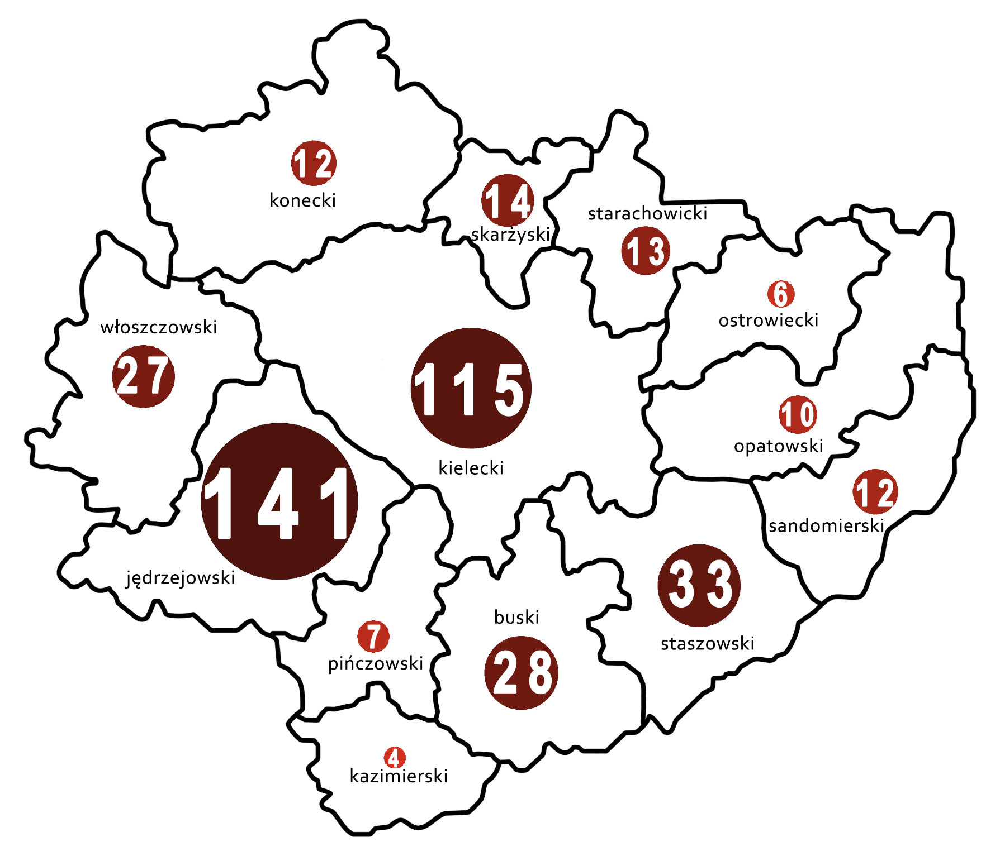 12
konecki
14
skarżyski
starachowicki
13
6
ostrowiecki
włoszczowski
27
115
kielecki
10
opatowski
141
jędrzejowski
12
sandomierski
33
staszowski
7
pińczowski
buski
28
4
kazimierski